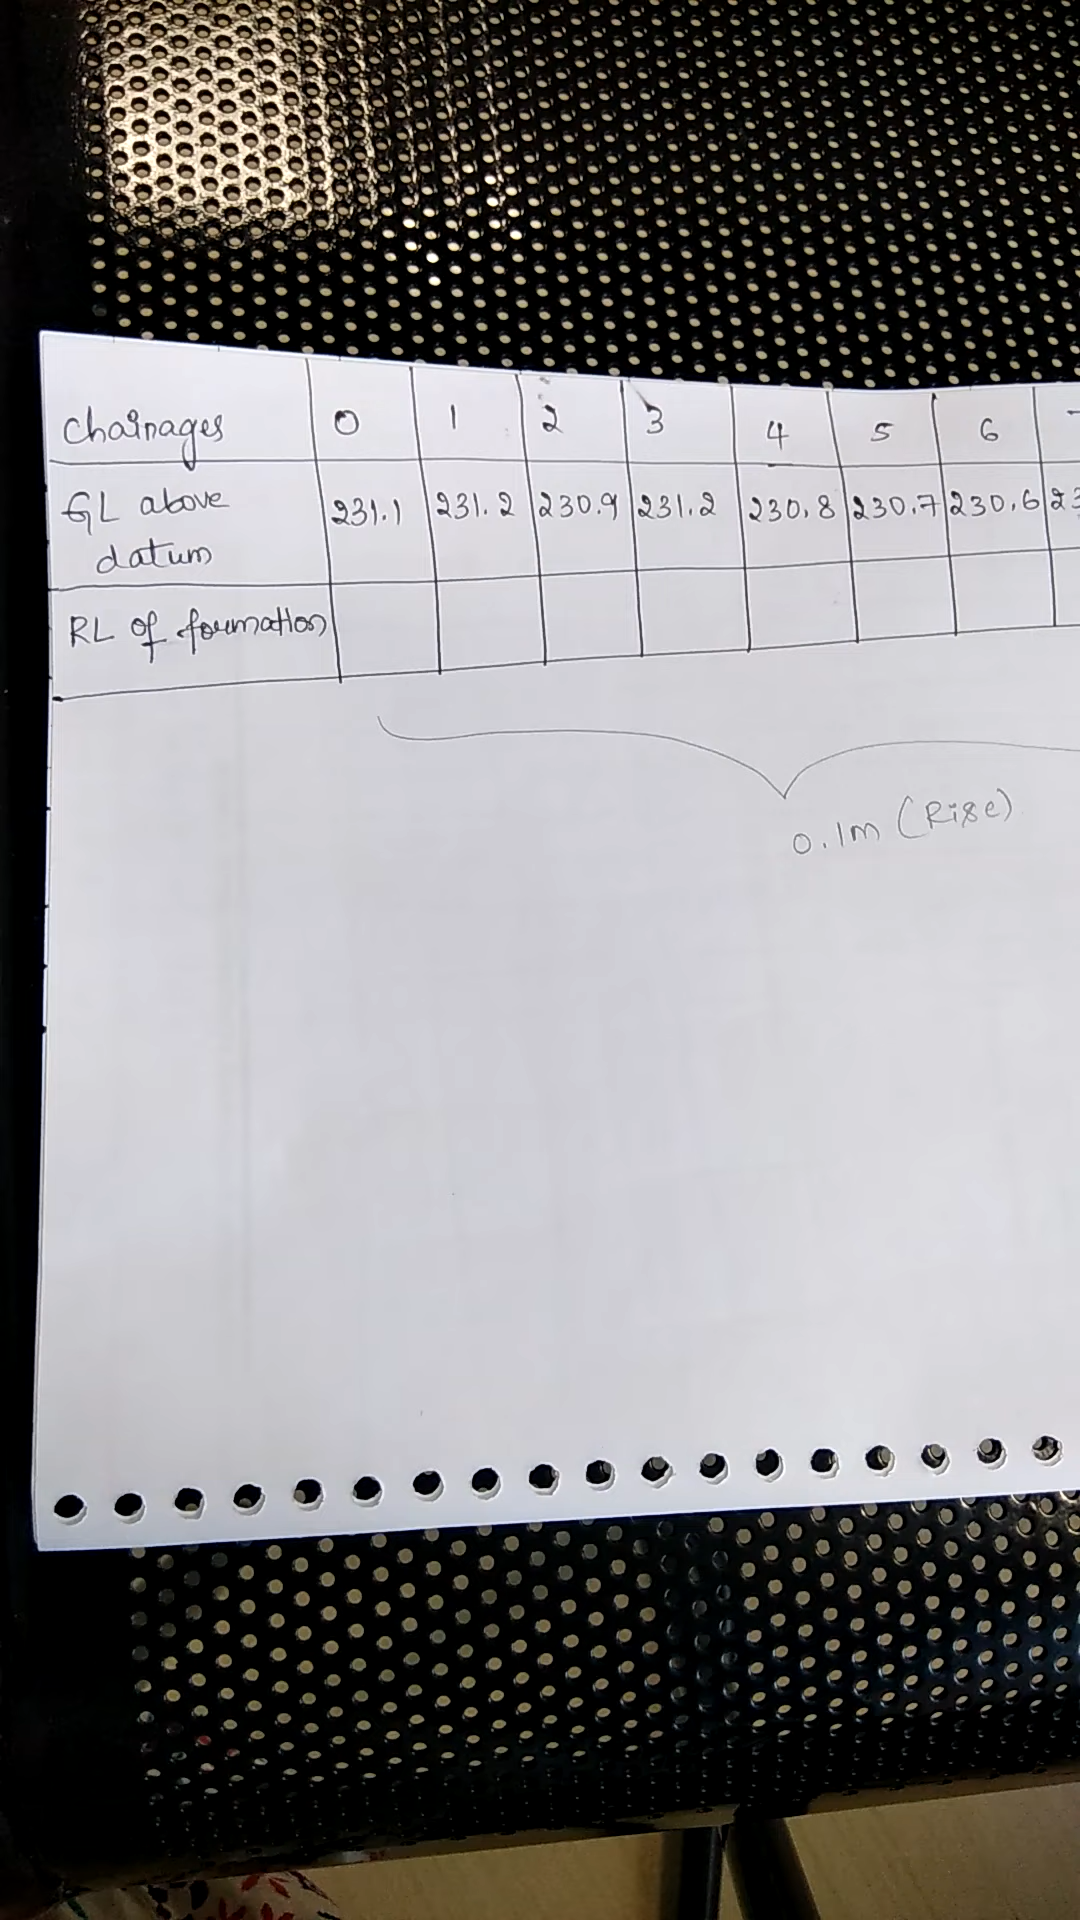 Chainages 0 1 2 3 4 5 6
GL above datum 231.1 231.2 230.9 231.2 230.8 230.7 230.6 23
RL of formation
0.1m (Rise)